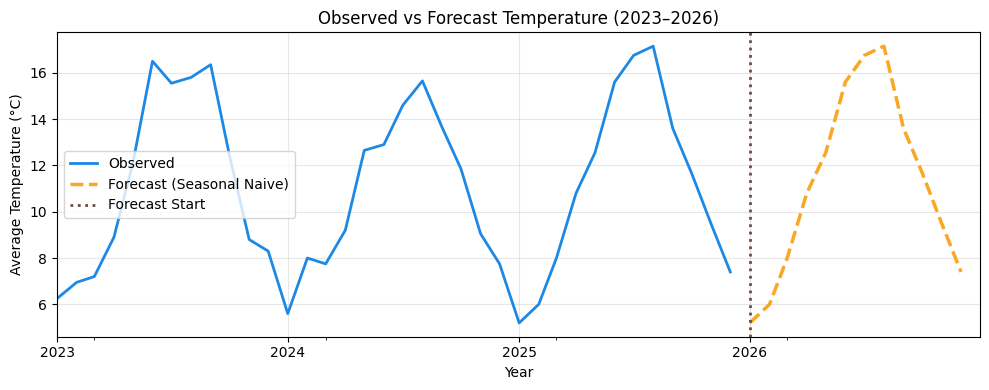 Observed vs Forecast Temperature (2023–2026)
Average Temperature (°C)
16
14
12
10
8
6
Observed
Forecast (Seasonal Naive)
Forecast Start
2023
2024
2025
2026
Year